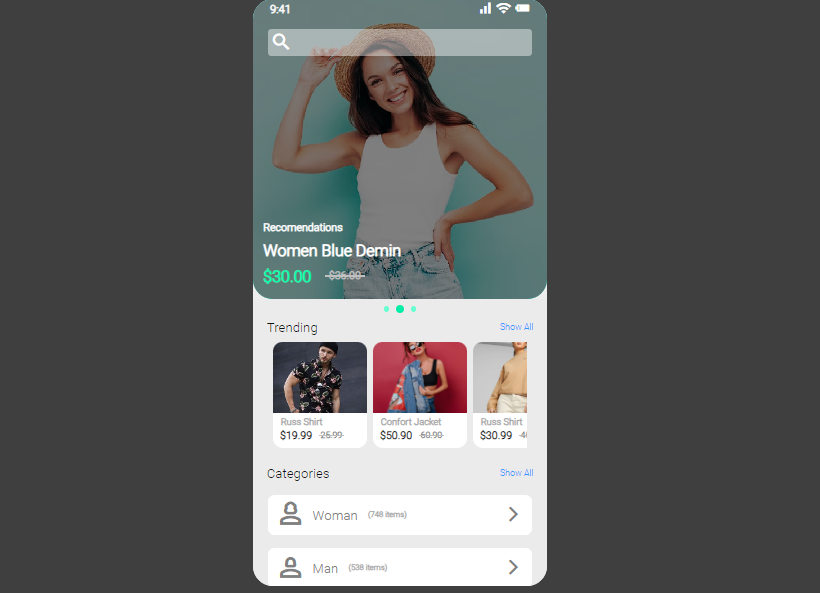 9:41
Recomendations
Women Blue Demin
$30.00 $36.00
Trending Show All
Russ Shirt Confort Jacket Russ Shirt
$19.99 25.99 $50.90 60.90 $30.99
Categories Show All
Woman (748 items)
Man (538 items)